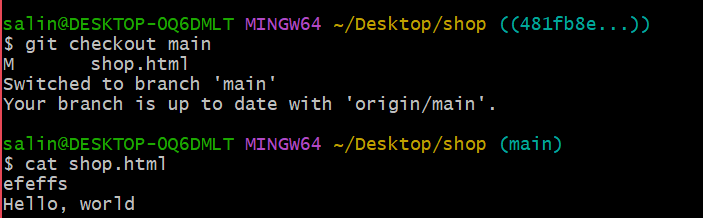 salin@DESKTOP-OQ6DMLT MINGW64 ~/Desktop/shop ((481fb8e...))
$ git checkout main
M       shop.html
Switched to branch 'main'
Your branch is up to date with 'origin/main'.
salin@DESKTOP-OQ6DMLT MINGW64 ~/Desktop/shop (main)
$ cat shop.html
efeffs
Hello, world